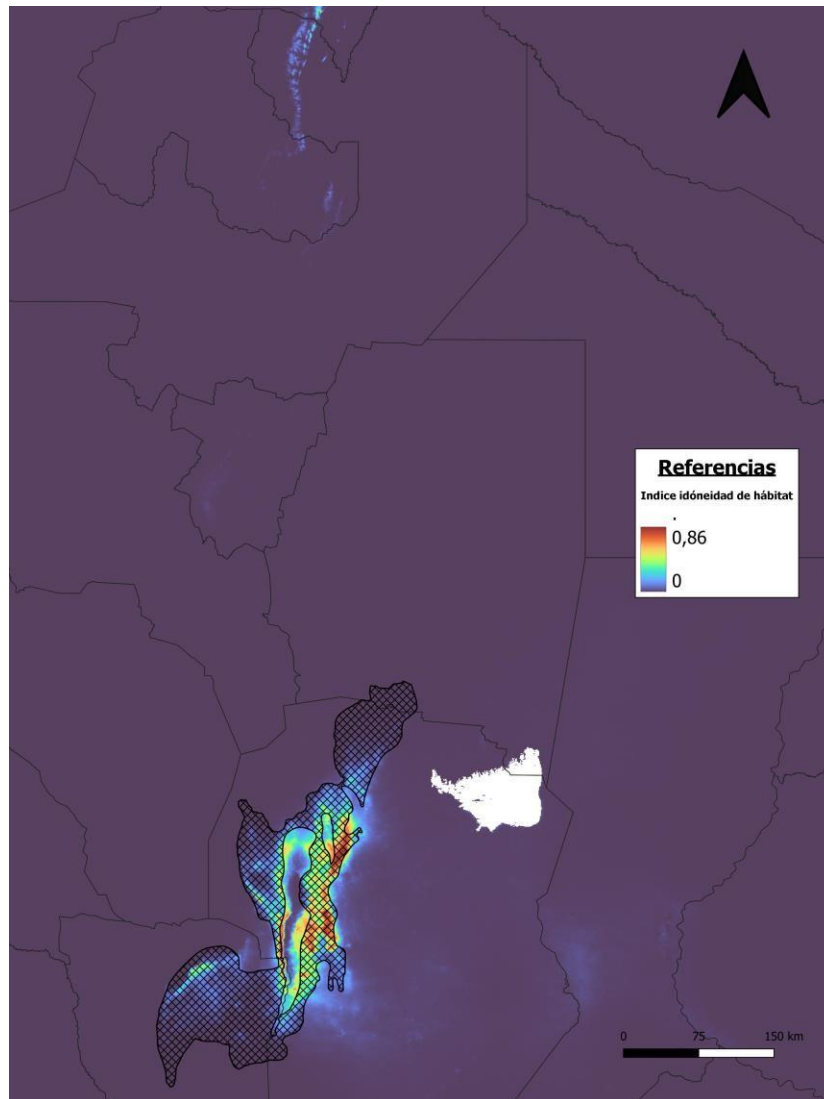 Referencias
Indice idóneidad de hábitat
.
0,86
0
0 75 150 km